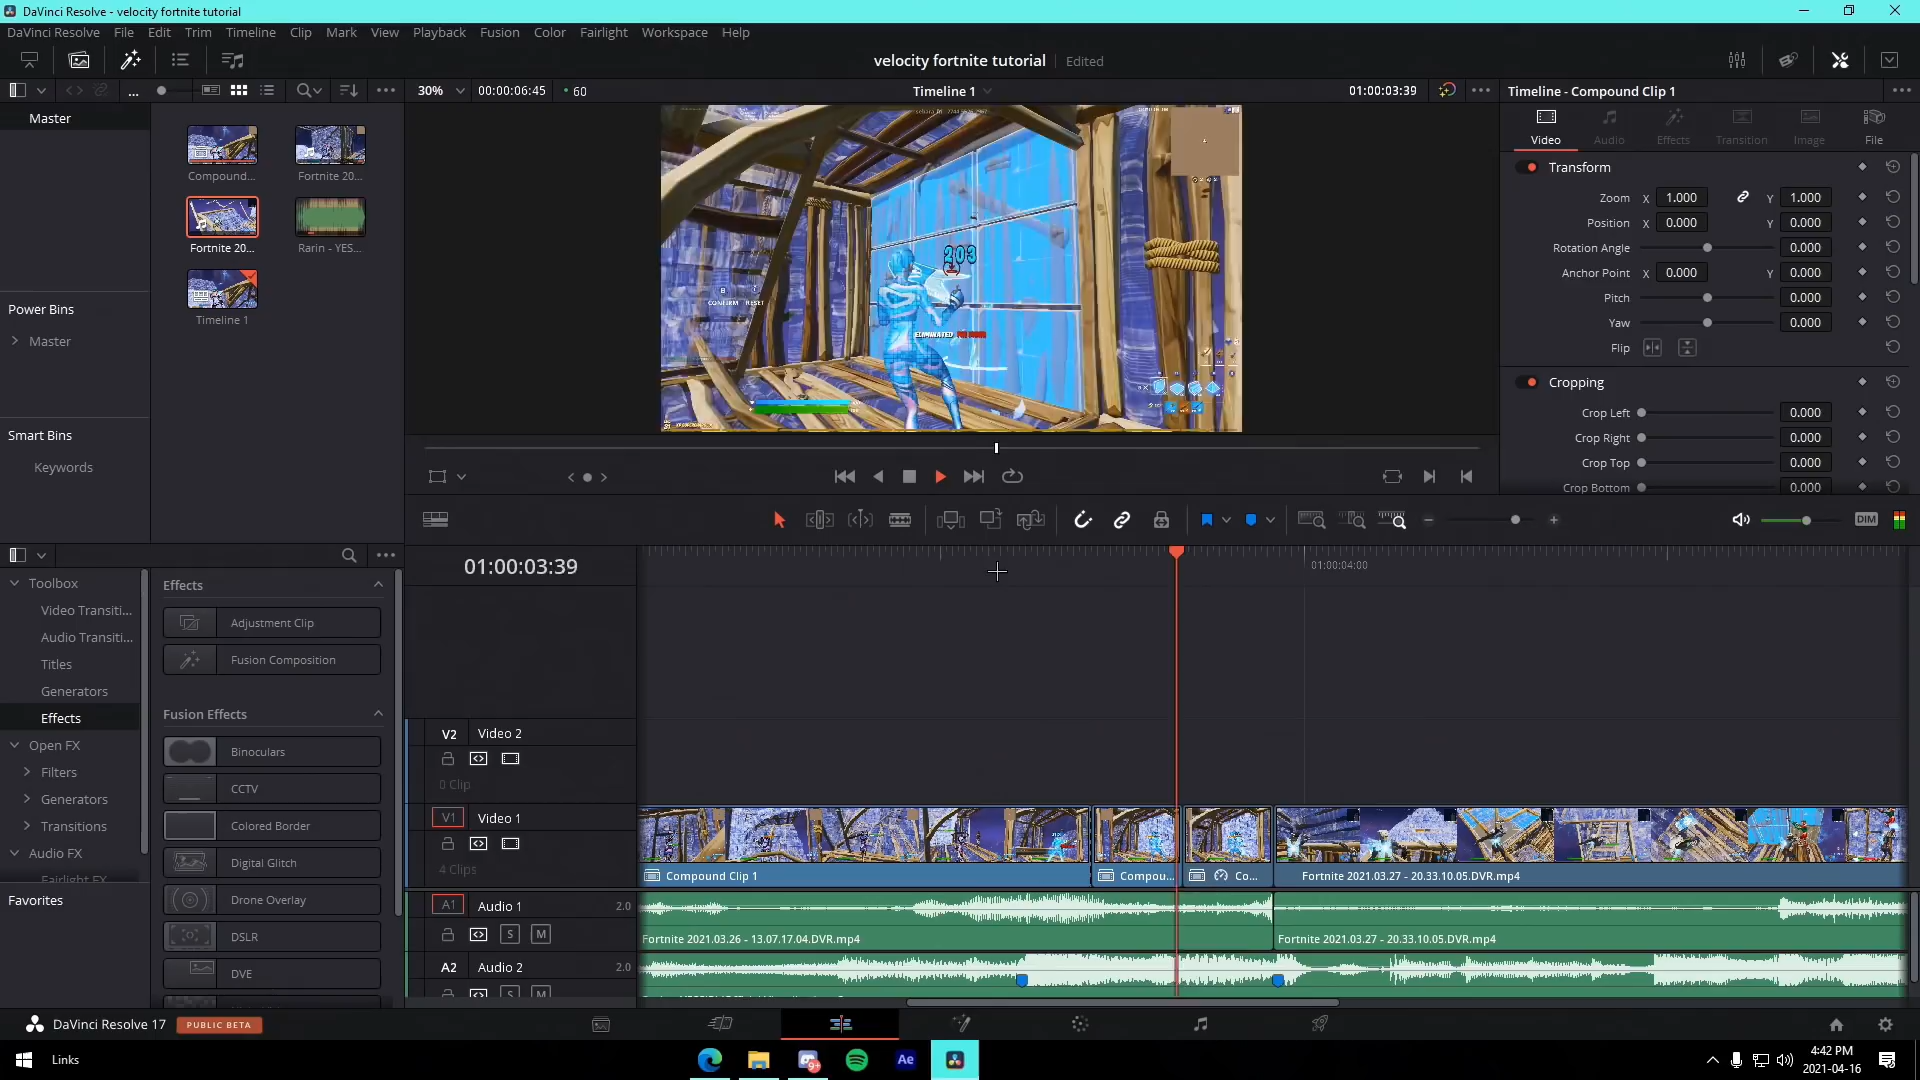 DaVinci Resolve - velocity fortnite tutorial
DaVinci Resolve File Edit Trim Timeline Clip Mark View Playback Fusion Color Fairlight Workspace Help
velocity fortnite tutorial Edited
30% 00:00:06:45 60 Timeline 1 01:00:03:39 Timeline - Compound Clip 1
Master
Compound...
Fortnite 20...
Fortnite 20...
Rarin - YES...
Timeline 1
Power Bins
Master
Smart Bins
Keywords
203
CONFIRM RESET
ELIMINATED
Video Audio Effects Transition Image File
Transform
Zoom X 1.000 Y 1.000
Position X 0.000 Y 0.000
Rotation Angle 0.000
Anchor Point X 0.000 Y 0.000
Pitch 0.000
Yaw 0.000
Flip
Cropping
Crop Left 0.000
Crop Right 0.000
Crop Top 0.000
Crop Bottom 0.000
DIM
Toolbox
Video Transiti...
Audio Transiti...
Titles
Generators
Effects
Open FX
Filters
Generators
Transitions
Audio FX
Fairlight FX
Favorites
Effects
Adjustment Clip
Fusion Composition
Fusion Effects
Binoculars
CCTV
Colored Border
Digital Glitch
Drone Overlay
DSLR
DVE
01:00:03:39
01:00:04:00
V2 Video 2
0 Clip
V1 Video 1
4 Clips
Compound Clip 1
Compou...
Co...
Fortnite 2021.03.27 - 20.33.10.05.DVR.mp4
A1 Audio 1 2.0
S M
Fortnite 2021.03.26 - 13.07.17.04.DVR.mp4
Fortnite 2021.03.27 - 20.33.10.05.DVR.mp4
A2 Audio 2 2.0
S M
DaVinci Resolve 17 PUBLIC BETA
Links
9+
Ae
4:42 PM
2021-04-16